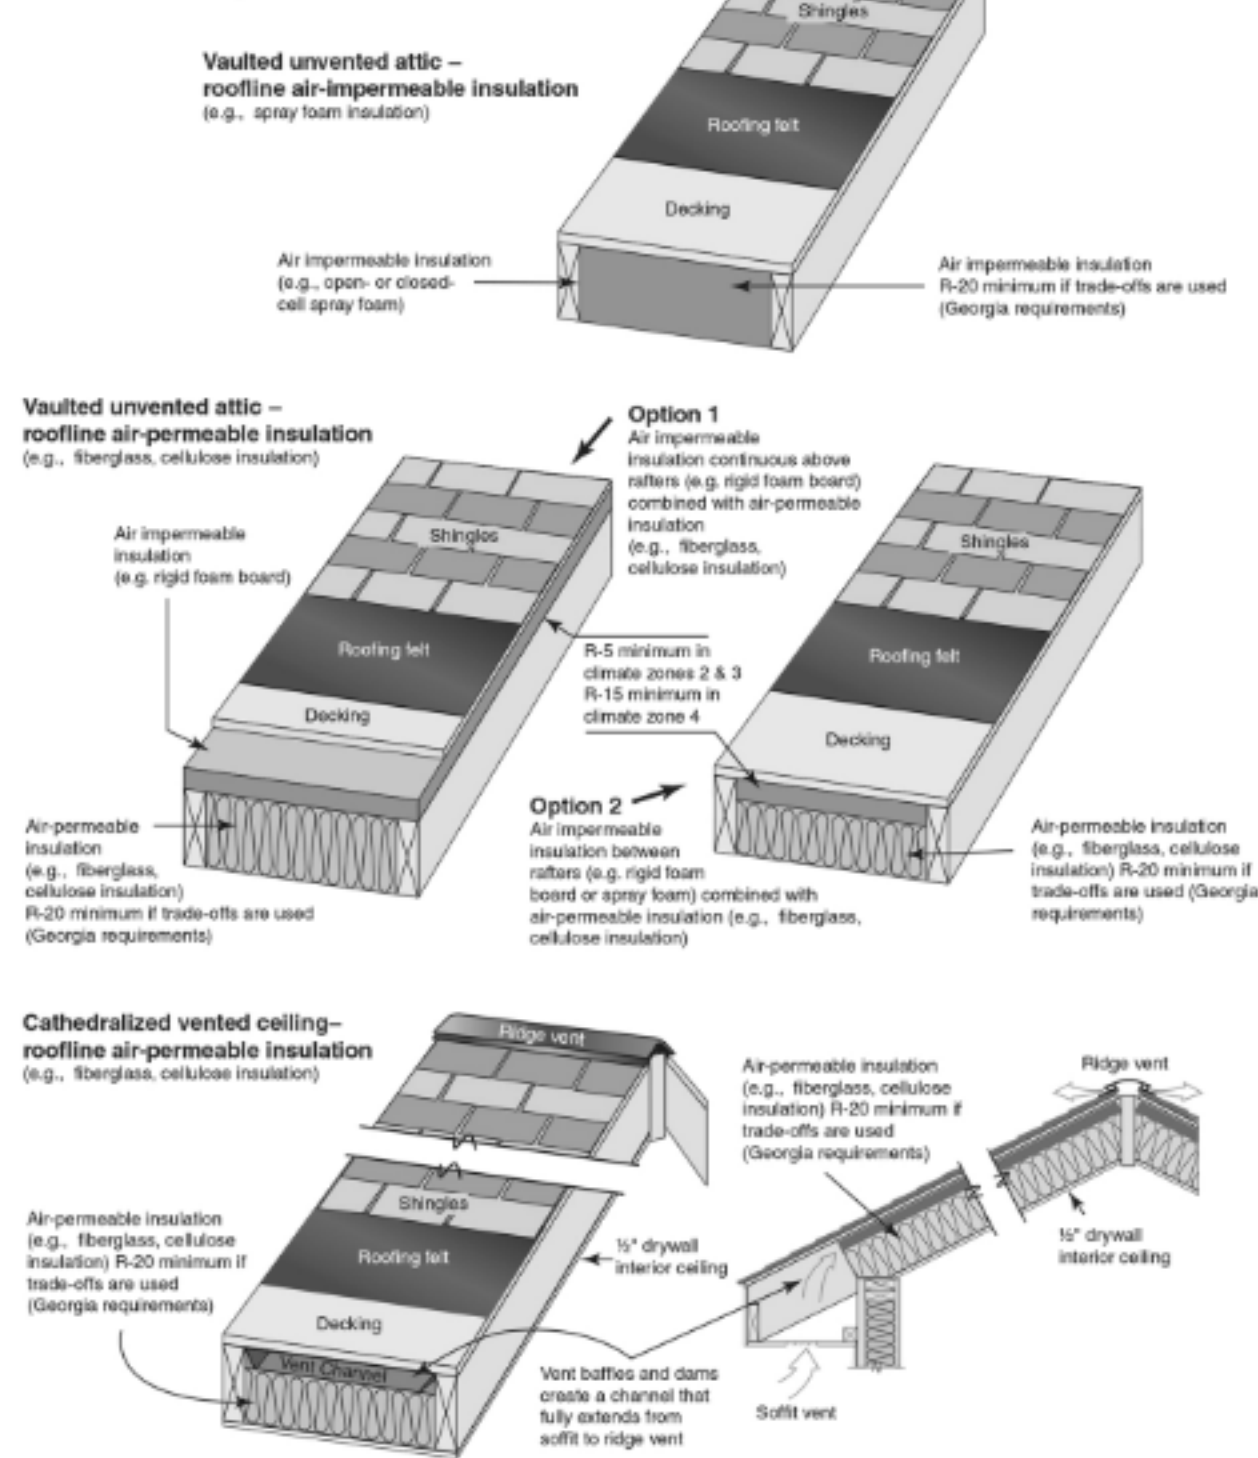 Shingles
Vaulted unvented attic –
roofline air-impermeable insulation
(e.g., spray foam insulation)
Roofing felt
Decking
Air impermeable insulation
(e.g., open- or closed-
cell spray foam)
Air impermeable insulation
R-20 minimum if trade-offs are used
(Georgia requirements)
Vaulted unvented attic –
roofline air-permeable insulation
(e.g., fiberglass, cellulose insulation)
Option 1
Air impermeable
insulation continuous above
rafters (e.g. rigid foam board)
combined with air-permeable
insulation
(e.g., fiberglass,
cellulose insulation)
Air impermeable
insulation
(e.g. rigid foam board)
Shingles
Roofing felt
Decking
Shingles
Roofing felt
Decking
R-5 minimum in
climate zones 2 & 3
R-15 minimum in
climate zone 4
Air-permeable
insulation
(e.g., fiberglass,
cellulose insulation)
R-20 minimum if trade-offs are used
(Georgia requirements)
Option 2
Air impermeable
insulation between
rafters (e.g. rigid foam
board or spray foam) combined with
air-permeable insulation (e.g., fiberglass,
cellulose insulation)
Air-permeable insulation
(e.g., fiberglass, cellulose
insulation) R-20 minimum if
trade-offs are used (Georgia
requirements)
Cathedralized vented ceiling–
roofline air-permeable insulation
(e.g., fiberglass, cellulose insulation)
Ridge vent
Air-permeable insulation
(e.g., fiberglass, cellulose
insulation) R-20 minimum if
trade-offs are used
(Georgia requirements)
Ridge vent
Shingles
Roofing felt
Decking
Vent Channel
Air-permeable insulation
(e.g., fiberglass, cellulose
insulation) R-20 minimum if
trade-offs are used
(Georgia requirements)
½" drywall
interior ceiling
½" drywall
interior ceiling
Vent baffles and dams
create a channel that
fully extends from
soffit to ridge vent
Soffit vent